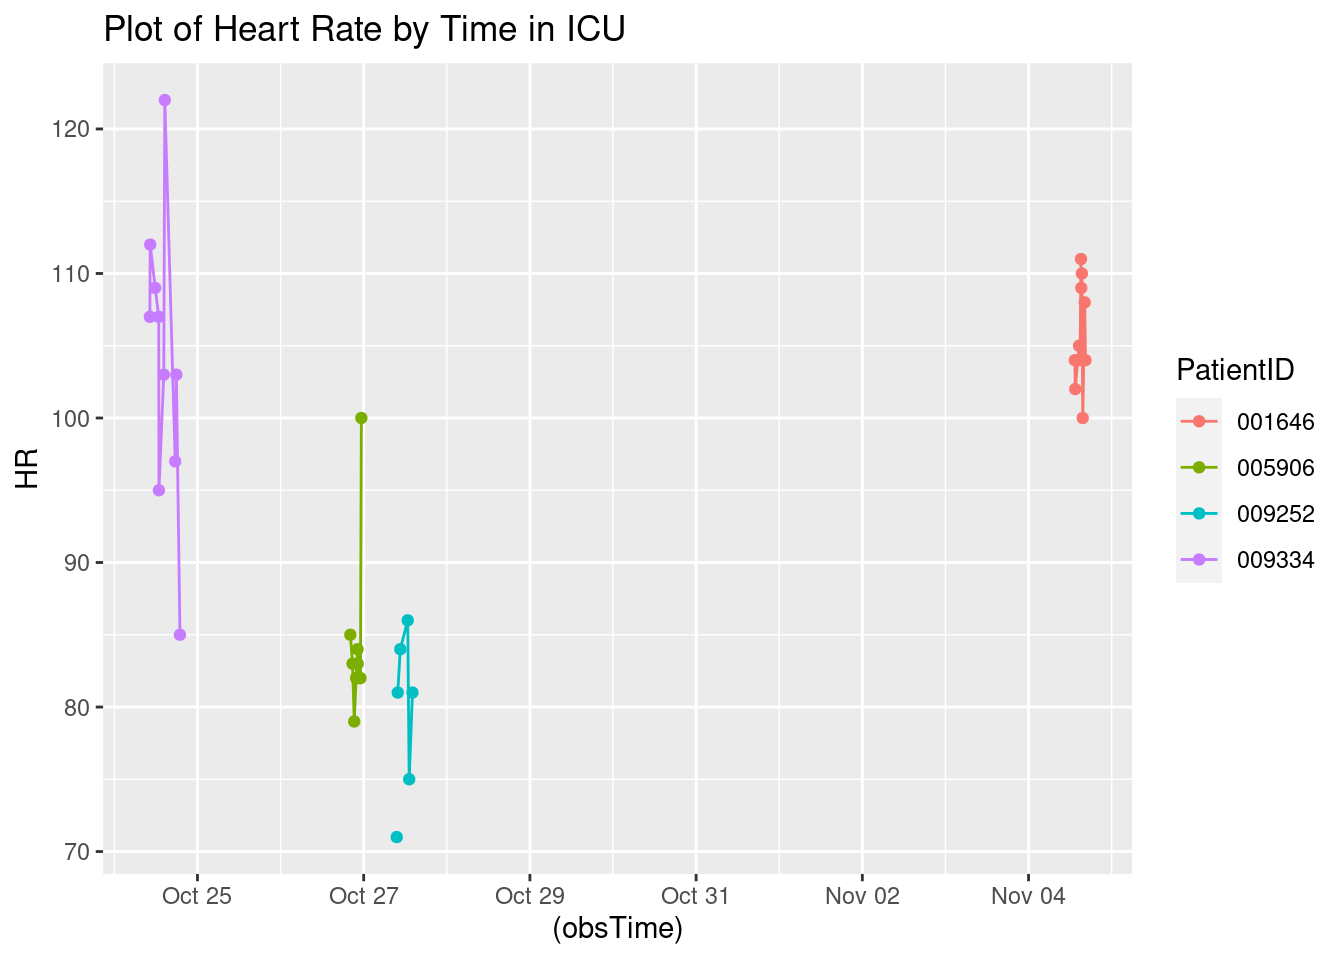 Plot of Heart Rate by Time in ICU
120
110
100
90
80
70
HR
Oct 25 Oct 27 Oct 29 Oct 31 Nov 02 Nov 04
(obsTime)
PatientID
001646
005906
009252
009334